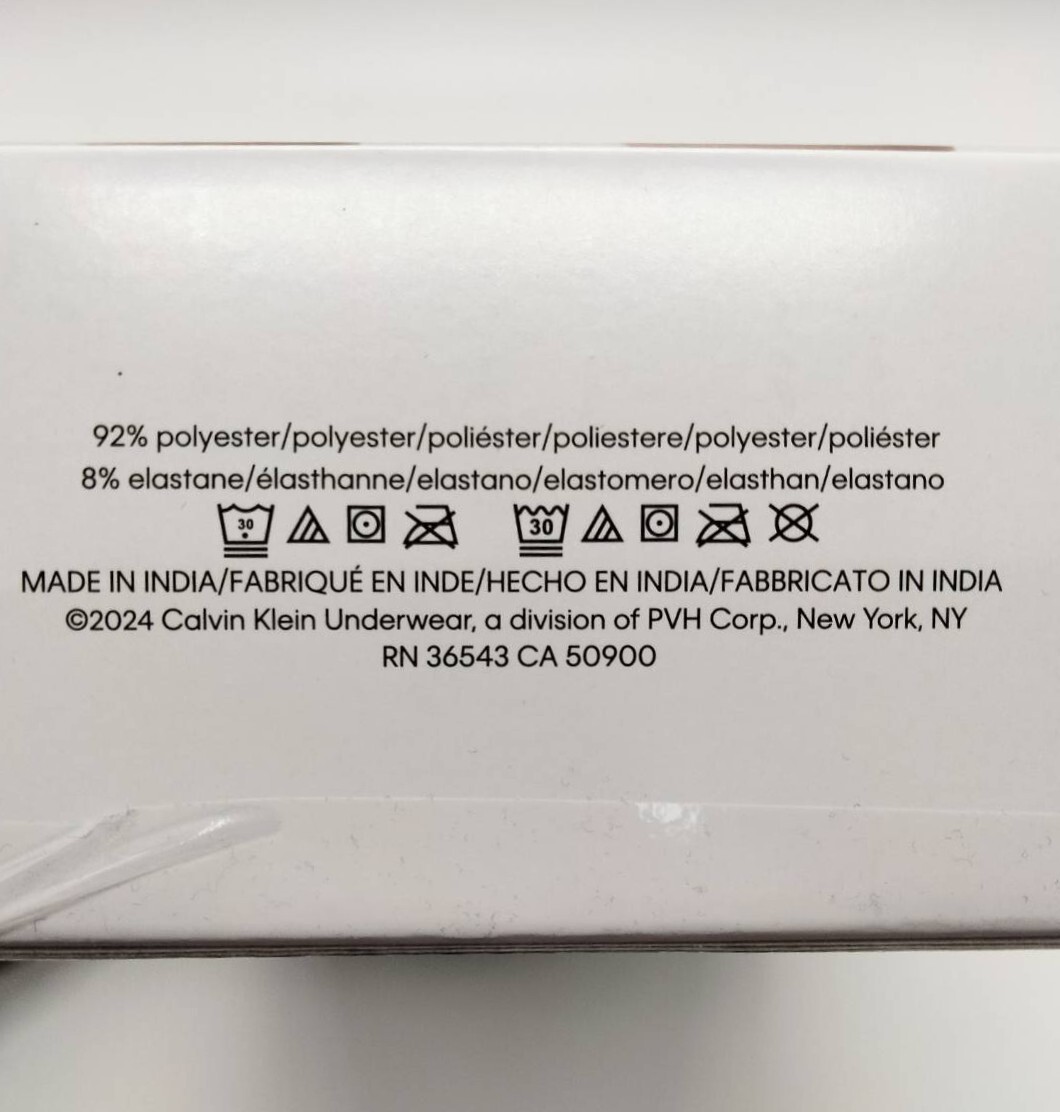 92% polyester/polyester/poliéster/poliestere/polyester/poliéster
8% elastane/élasthanne/elastano/elastomero/elasthan/elastano
30 30
MADE IN INDIA/FABRIQUÉ EN INDE/HECHO EN INDIA/FABBRICATO IN INDIA
©2024 Calvin Klein Underwear, a division of PVH Corp., New York, NY
RN 36543 CA 50900